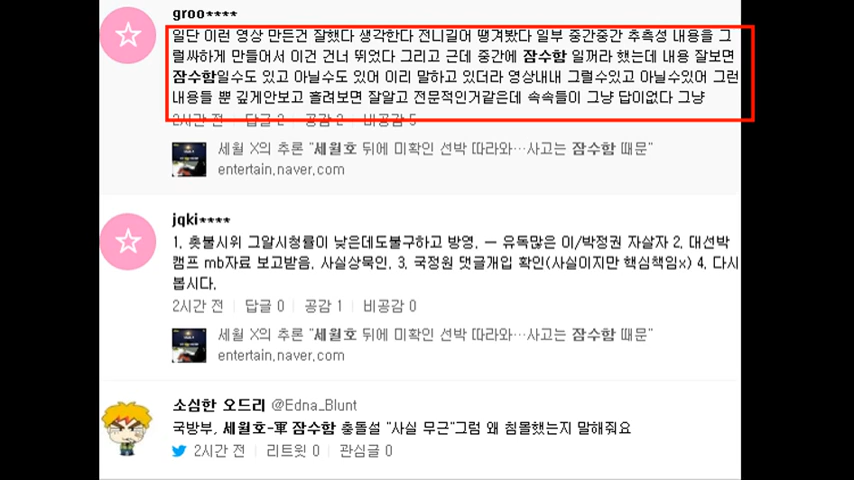 groo****
일단 이런 영상 만든건 잘했다 생각한다 전니길어 땡겨봤다 일부 중간중간 추측성 내용을 그
럴싸하게 만들어서 이건 건너 뛰었다 그리고 근데 중간에 잠수함 일꺼라 했는데 내용 잘보면
잠수함일수도 있고 아닐수도 있어 이리 말하고 있더라 영상내내 그럴수있고 아닐수있어 그런
내용들 뿐 깊게안보고 흘려보면 잘알고 전문적인거같은데 속속들이 그냥 답이없다 그냥
2시간 전 답글 2 공감 2 비공감 5
세월 X의 추론 "세월호 뒤에 미확인 선박 따라와…사고는 잠수함 때문"
entertain.naver.com
jqki****
1. 촛불시위 그알시청률이 낮은데도불구하고 방영. — 유독많은 이/박정권 자살자 2. 대선박
캠프 mb자료 보고받음. 사실상묵인. 3. 국정원 댓글개입 확인(사실이지만 핵심책임x) 4. 다시
봅시다.
2시간 전 답글 0 공감 1 비공감 0
세월 X의 추론 "세월호 뒤에 미확인 선박 따라와…사고는 잠수함 때문"
entertain.naver.com
소심한 오드리 @Edna_Blunt
국방부, 세월호-軍 잠수함 충돌설 "사실 무근"그럼 왜 침몰했는지 말해줘요
2시간 전 리트윗 0 관심글 0